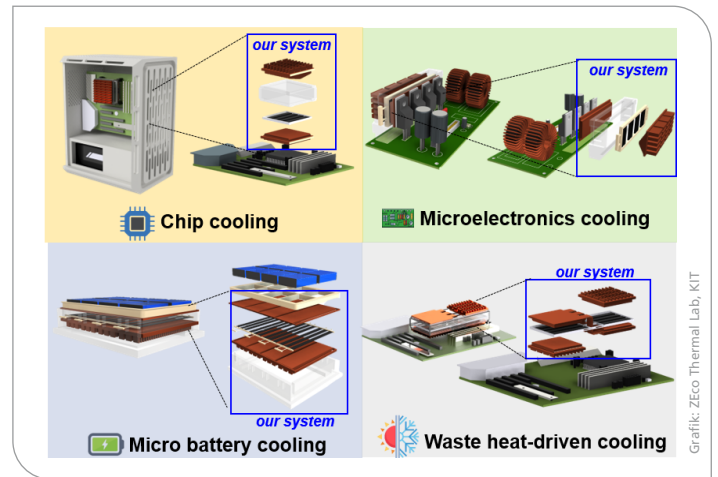 our system
our system
Chip cooling
Microelectronics cooling
our system
our system
Micro battery cooling
Waste heat-driven cooling
Grafik: ZEco Thermal Lab, KIT